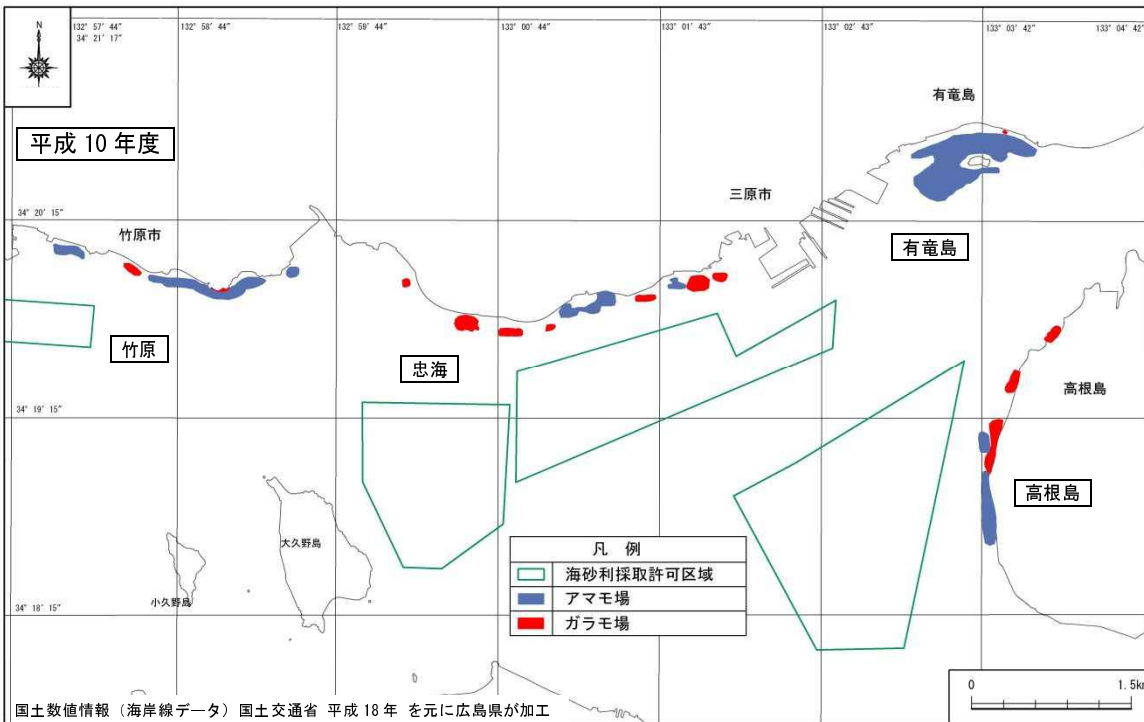 N
132° 57′ 44″
34° 21′ 17″
132° 58′ 44″
132° 59′ 44″
133° 00′ 44″
133° 01′ 43″
133° 02′ 43″
133° 03′ 42″
133° 04′ 42″
有竜島
平成 10 年度
三原市
34° 20′ 15″
竹原市
有竜島
竹原
忠海
高根島
34° 19′ 15″
高根島
大久野島
凡 例
海砂利採取許可区域
アマモ場
ガラモ場
小久野島
34° 18′ 15″
0 1.5km
国土数値情報（海岸線データ）国土交通省 平成 18 年 を元に広島県が加工